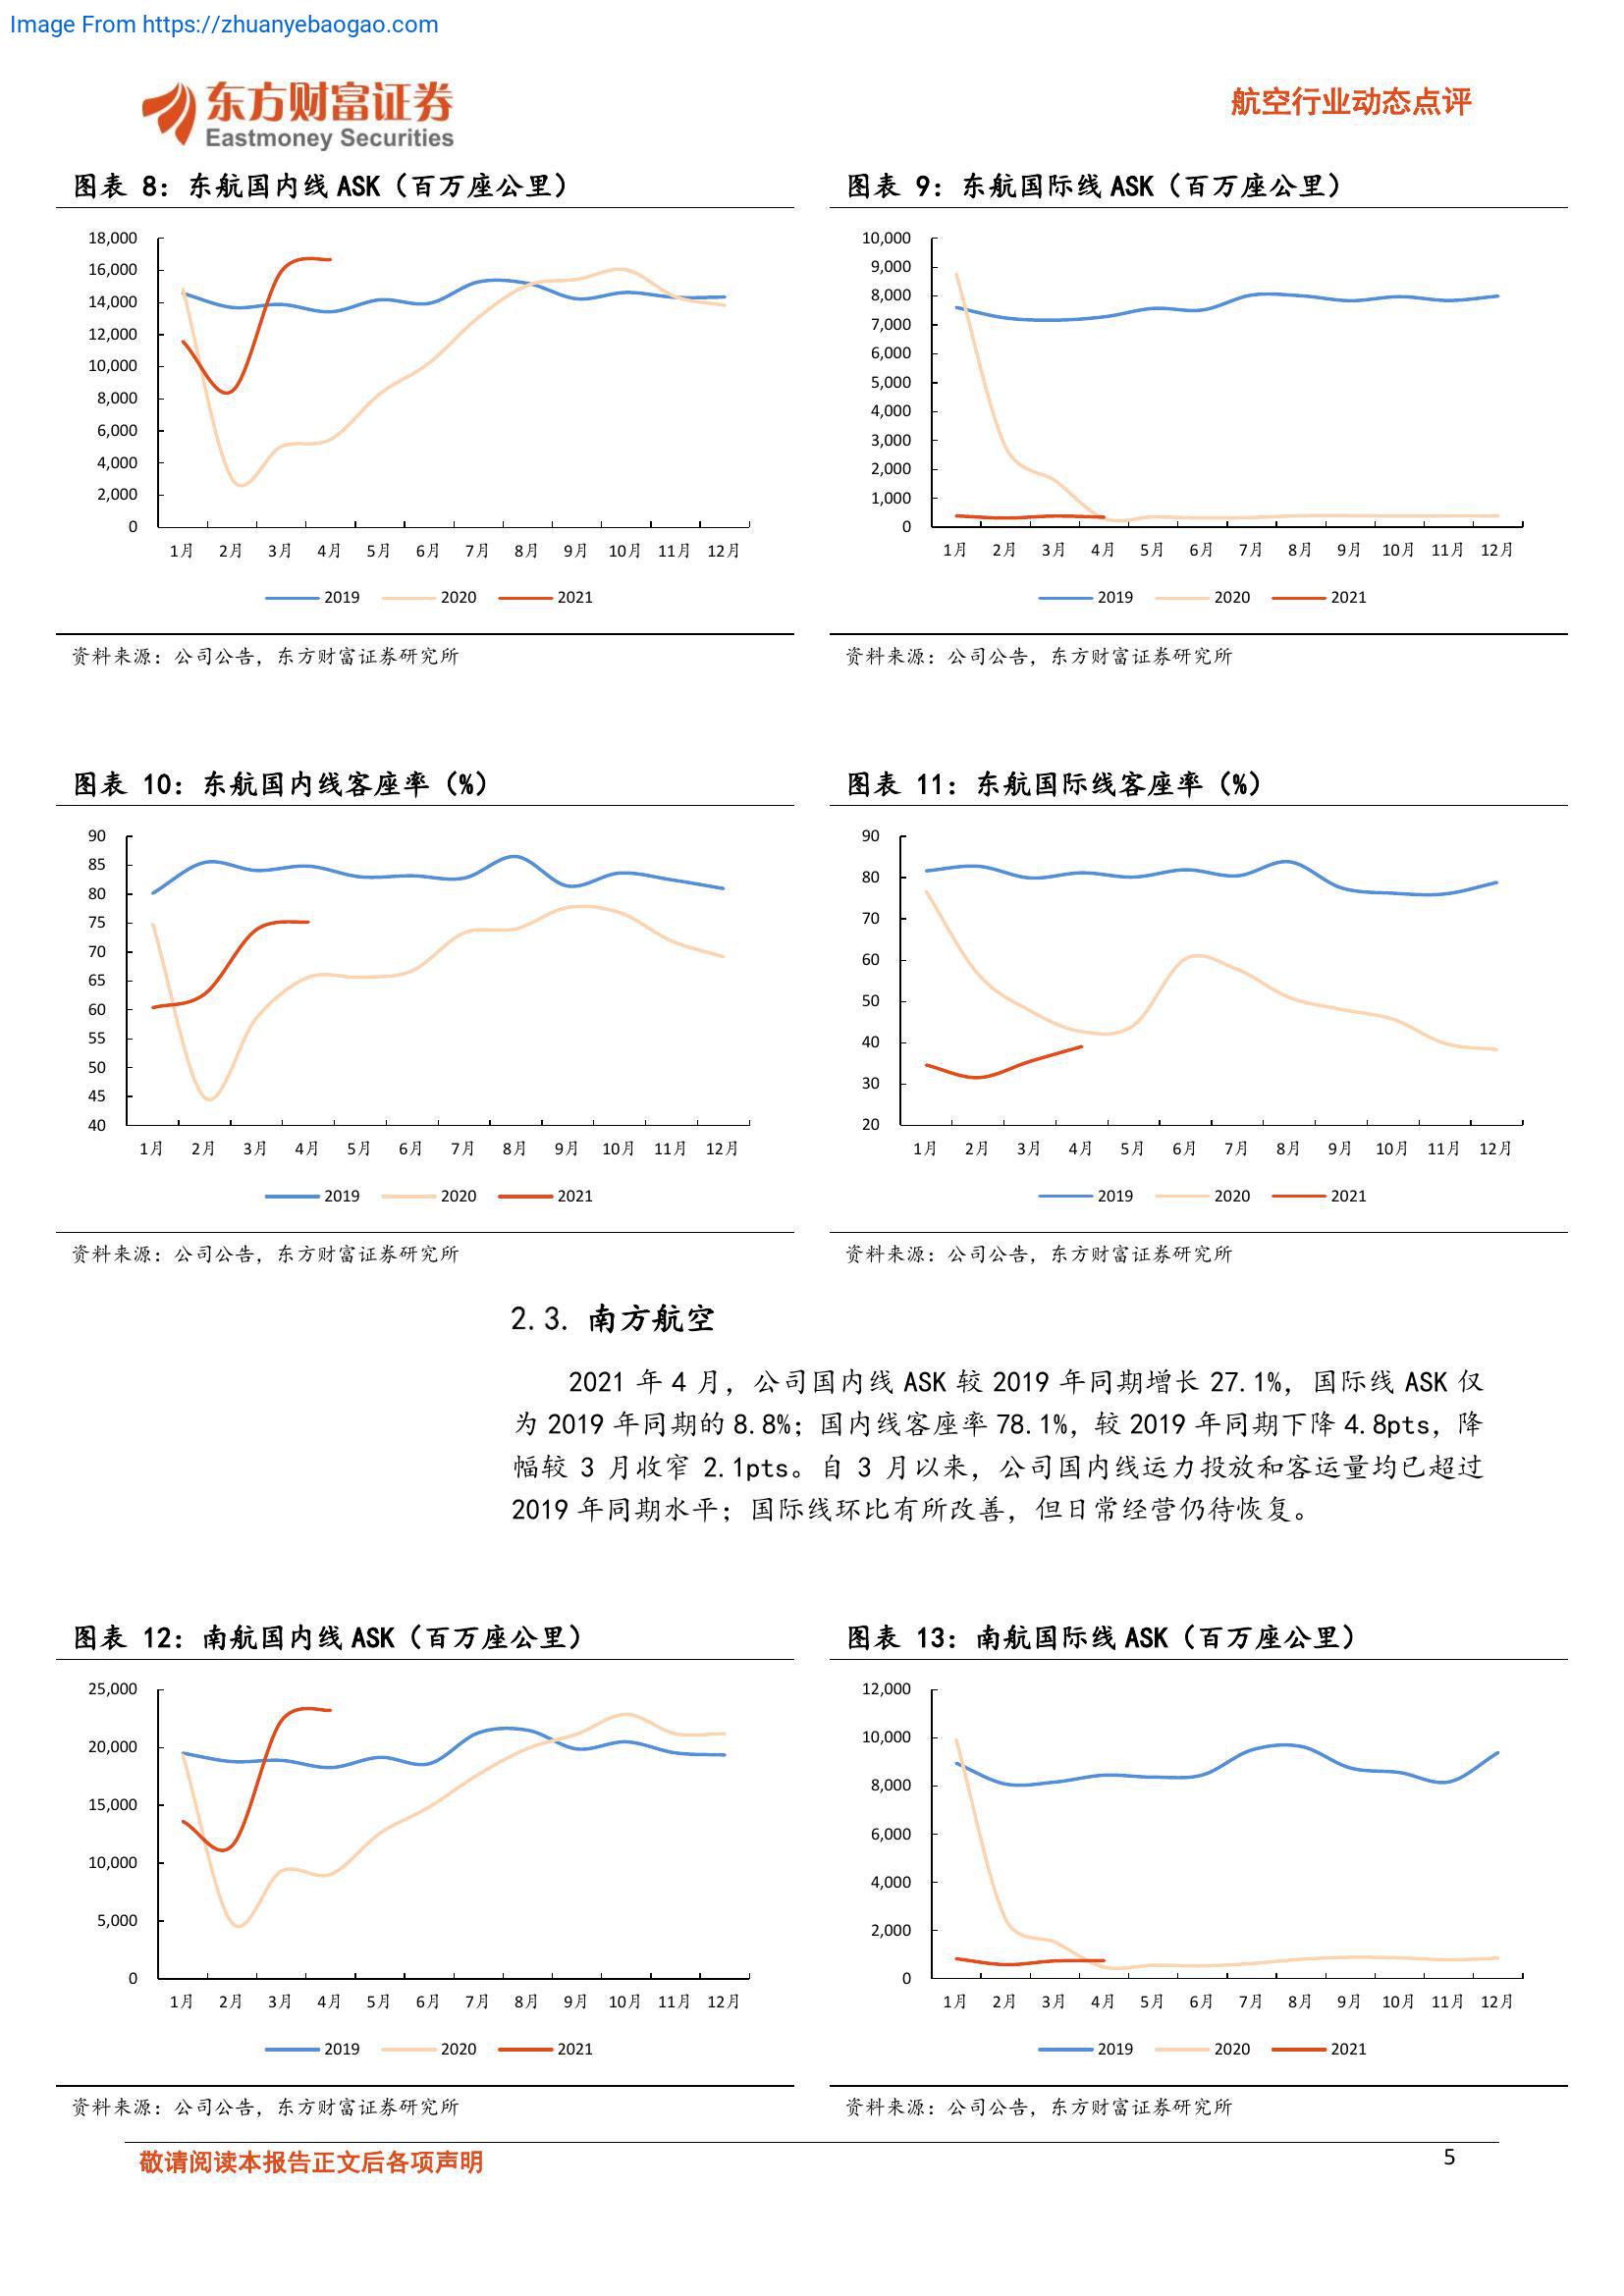 Image From https://zhuanyebaogao.com
东方财富证券
Eastmoney Securities
航空行业动态点评
图表 8：东航国内线 ASK（百万座公里）
18,000
16,000
14,000
12,000
10,000
8,000
6,000
4,000
2,000
0
1月 2月 3月 4月 5月 6月 7月 8月 9月 10月 11月 12月
2019 2020 2021
资料来源：公司公告，东方财富证券研究所
图表 9：东航国际线 ASK（百万座公里）
10,000
9,000
8,000
7,000
6,000
5,000
4,000
3,000
2,000
1,000
0
1月 2月 3月 4月 5月 6月 7月 8月 9月 10月 11月 12月
2019 2020 2021
资料来源：公司公告，东方财富证券研究所
图表 10：东航国内线客座率（%）
90
85
80
75
70
65
60
55
50
45
40
1月 2月 3月 4月 5月 6月 7月 8月 9月 10月 11月 12月
2019 2020 2021
资料来源：公司公告，东方财富证券研究所
图表 11：东航国际线客座率（%）
90
80
70
60
50
40
30
20
1月 2月 3月 4月 5月 6月 7月 8月 9月 10月 11月 12月
2019 2020 2021
资料来源：公司公告，东方财富证券研究所
2.3. 南方航空
2021 年 4 月，公司国内线 ASK 较 2019 年同期增长 27.1%，国际线 ASK 仅
为 2019 年同期的 8.8%；国内线客座率 78.1%，较 2019 年同期下降 4.8pts，降
幅较 3 月收窄 2.1pts。自 3 月以来，公司国内线运力投放和客运量均已超过
2019 年同期水平；国际线环比有所改善，但日常经营仍待恢复。
图表 12：南航国内线 ASK（百万座公里）
25,000
20,000
15,000
10,000
5,000
0
1月 2月 3月 4月 5月 6月 7月 8月 9月 10月 11月 12月
2019 2020 2021
资料来源：公司公告，东方财富证券研究所
图表 13：南航国际线 ASK（百万座公里）
12,000
10,000
8,000
6,000
4,000
2,000
0
1月 2月 3月 4月 5月 6月 7月 8月 9月 10月 11月 12月
2019 2020 2021
资料来源：公司公告，东方财富证券研究所
敬请阅读本报告正文后各项声明
5